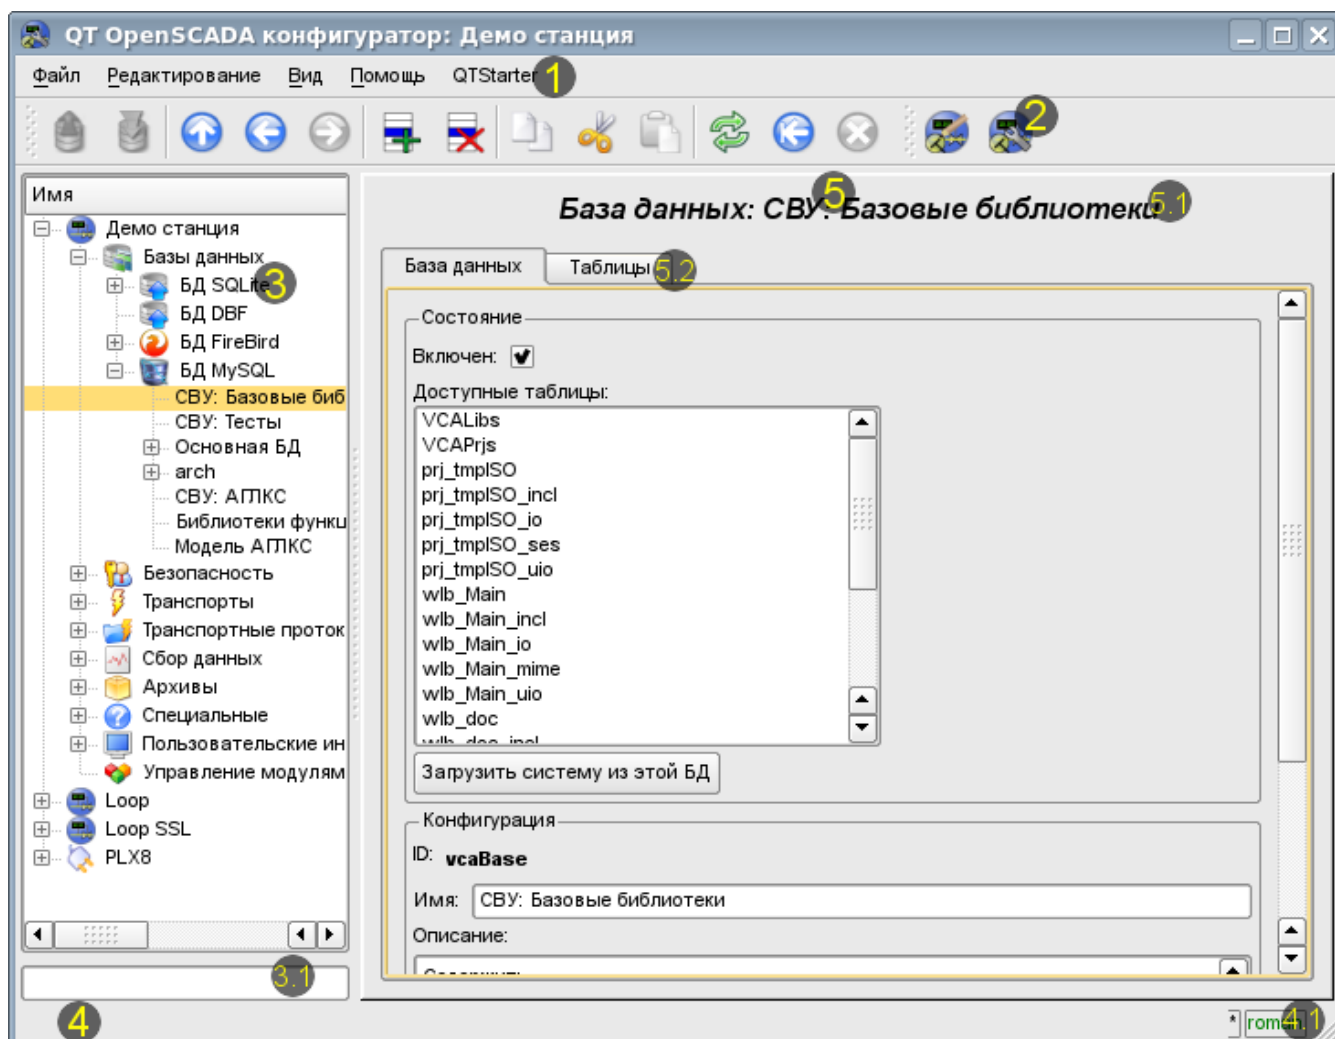 QT OpenSCADA конфигуратор: Демо станция
Файл Редактирование Вид Помощь QTStarter 1
2
Имя
Демо станция
Базы данных
БД SQLite 3
БД DBF
БД FireBird
БД MySQL
СВУ: Базовые биб
СВУ: Тесты
Основная БД
arch
СВУ: АГЛКС
Библиотеки функц
Модель АГЛКС
Безопасность
Транспорты
Транспортные проток
Сбор данных
Архивы
Специальные
Пользовательские ин
Управление модулям
Loop
Loop SSL
PLX8
3.1
5
База данных: СВУ: Базовые библиотеки 5.1
База данных Таблицы 5.2
Состояние
Включен:
Доступные таблицы:
VCALibs
VCAPrjs
prj_tmplSO
prj_tmplSO_incl
prj_tmplSO_io
prj_tmplSO_ses
prj_tmplSO_uio
wlb_Main
wlb_Main_incl
wlb_Main_io
wlb_Main_mime
wlb_Main_uio
wlb_doc
Загрузить систему из этой БД
Конфигурация
ID: vcaBase
Имя: СВУ: Базовые библиотеки
Описание:
4
* roman 4.1